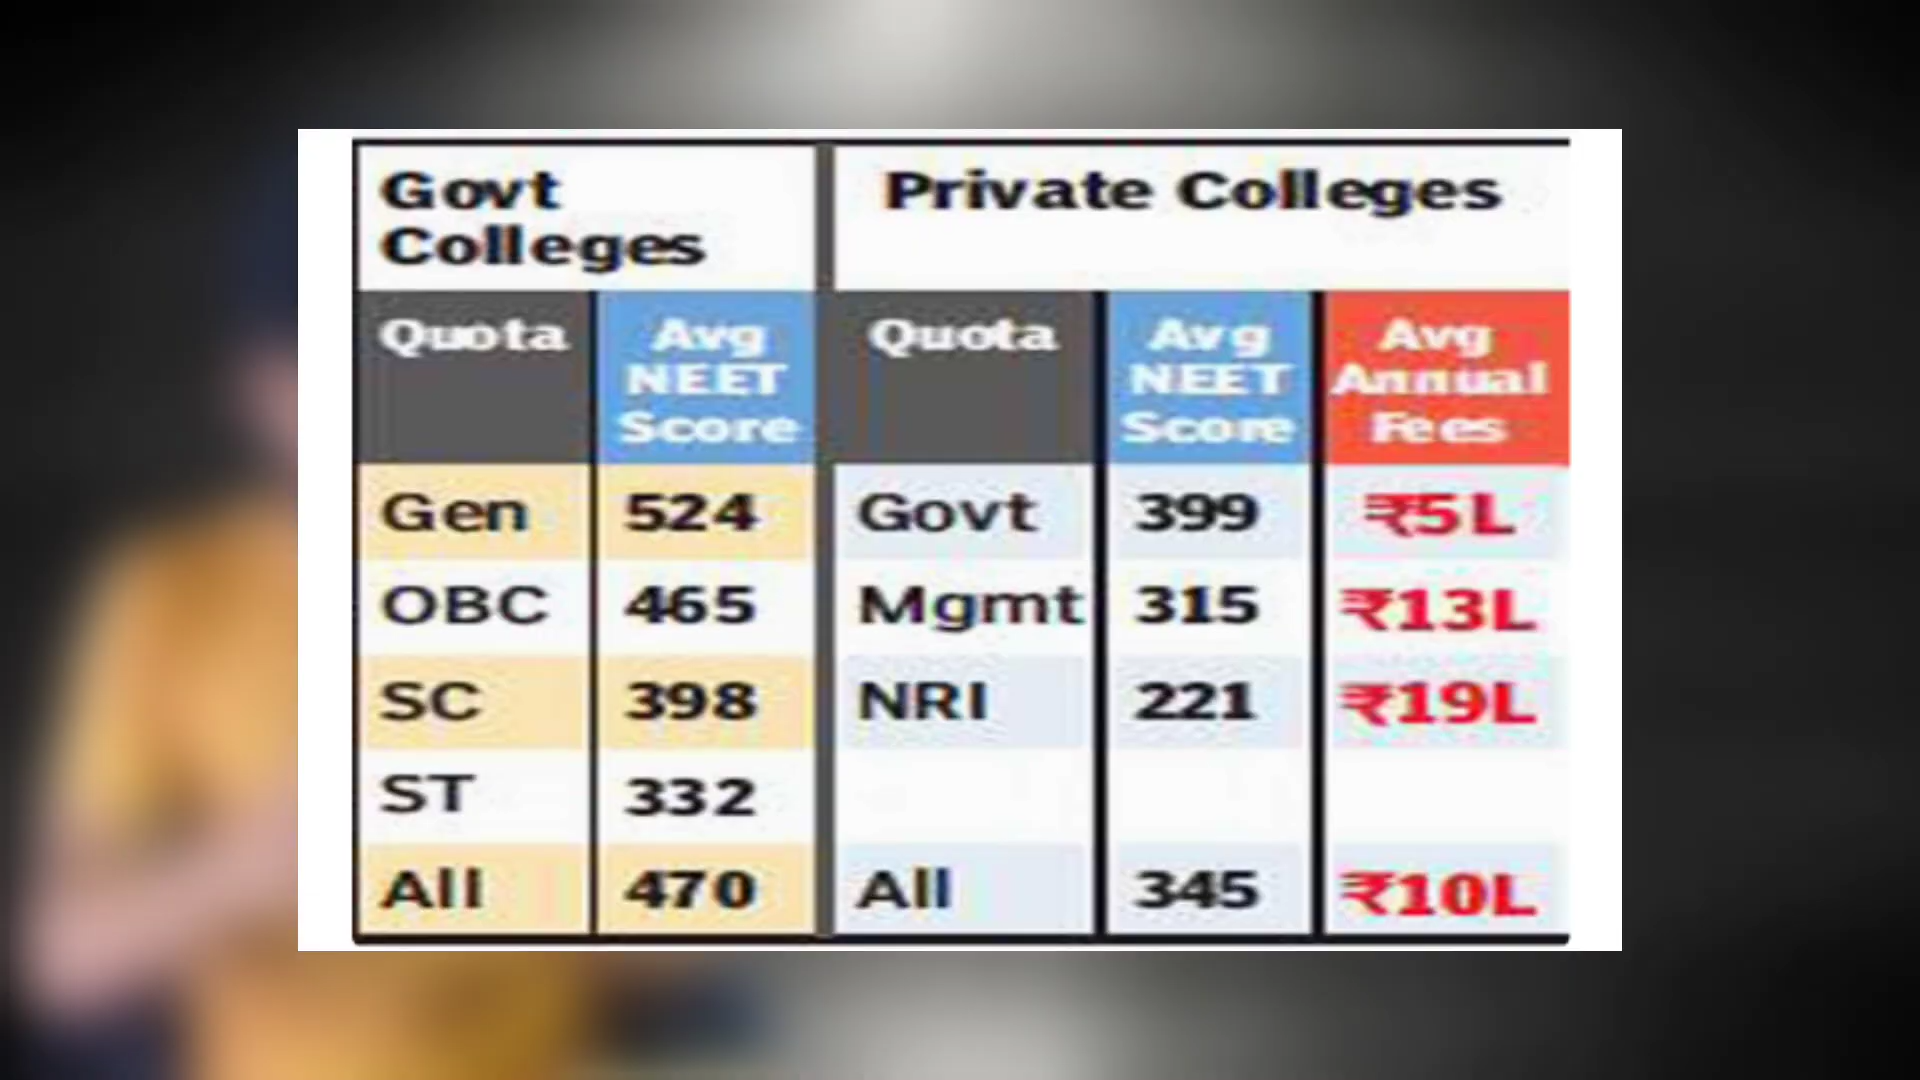 Govt
Colleges
Private Colleges
Quota
Avg
NEET
Score
Quota
Avg
NEET
Score
Avg
Annual
Fees
Gen 524 Govt 399 ₹5L
OBC 465 Mgmt 315 ₹13L
SC 398 NRI 221 ₹19L
ST 332
All 470 All 345 ₹10L